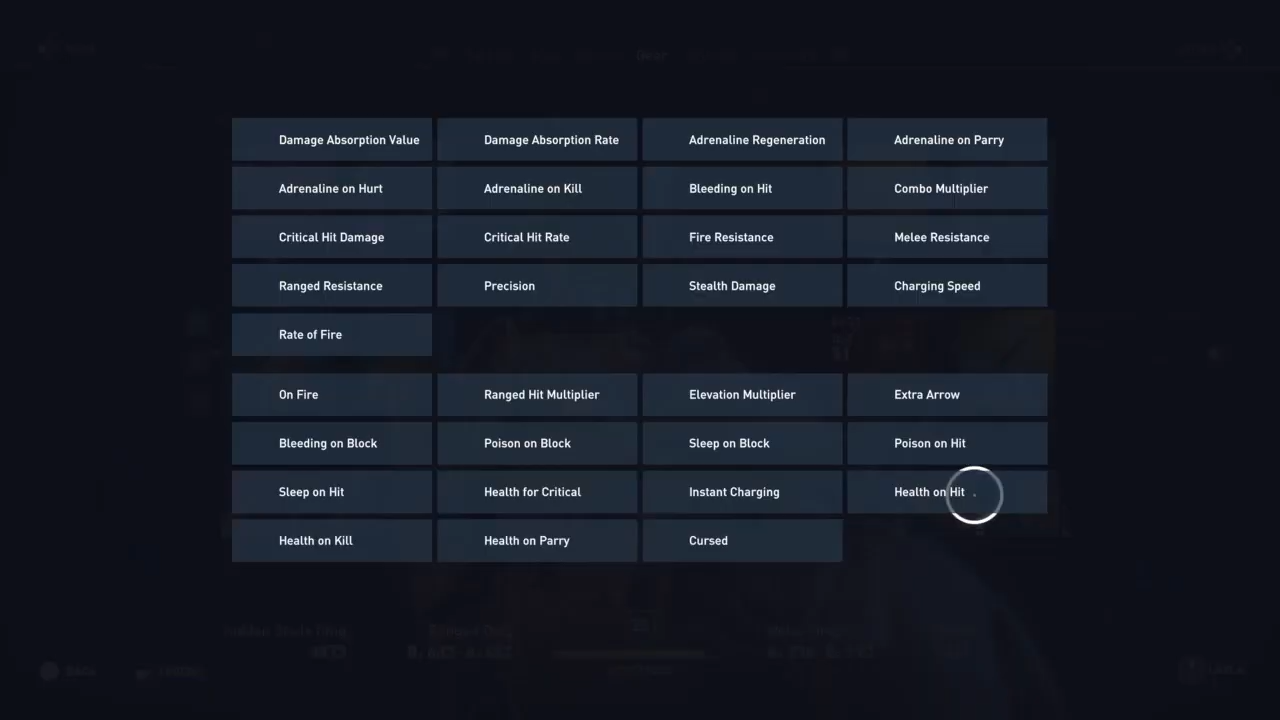 Damage Absorption Value Damage Absorption Rate Adrenaline Regeneration Adrenaline on Parry
Adrenaline on Hurt Adrenaline on Kill Bleeding on Hit Combo Multiplier
Critical Hit Damage Critical Hit Rate Fire Resistance Melee Resistance
Ranged Resistance Precision Stealth Damage Charging Speed
Rate of Fire
On Fire Ranged Hit Multiplier Elevation Multiplier Extra Arrow
Bleeding on Block Poison on Block Sleep on Block Poison on Hit
Sleep on Hit Health for Critical Instant Charging Health on Hit
Health on Kill Health on Parry Cursed